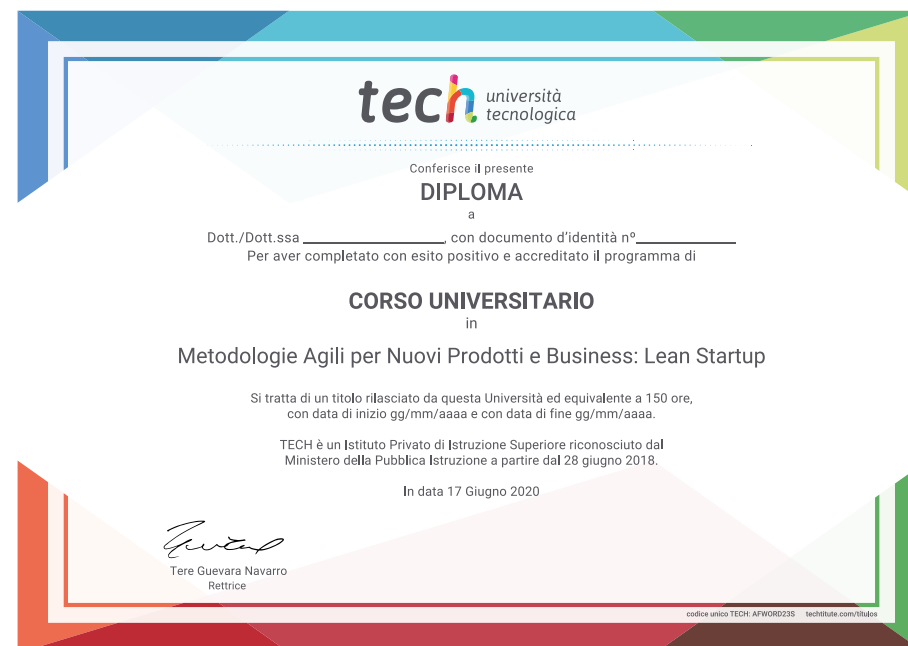 tech università
tecnologica
Conferisce il presente
DIPLOMA
a
Dott./Dott.ssa ________________, con documento d'identità nº____________
Per aver completato con esito positivo e accreditato il programma di
CORSO UNIVERSITARIO
in
Metodologie Agili per Nuovi Prodotti e Business: Lean Startup
Si tratta di un titolo rilasciato da questa Università ed equivalente a 150 ore,
con data di inizio gg/mm/aaaa e con data di fine gg/mm/aaaa.
TECH è un Istituto Privato di Istruzione Superiore riconosciuto dal
Ministero della Pubblica Istruzione a partire dal 28 giugno 2018.
In data 17 Giugno 2020
Tere Guevara Navarro
Rettrice
codice unico TECH: AFWORD23S techtitute.com/titulos